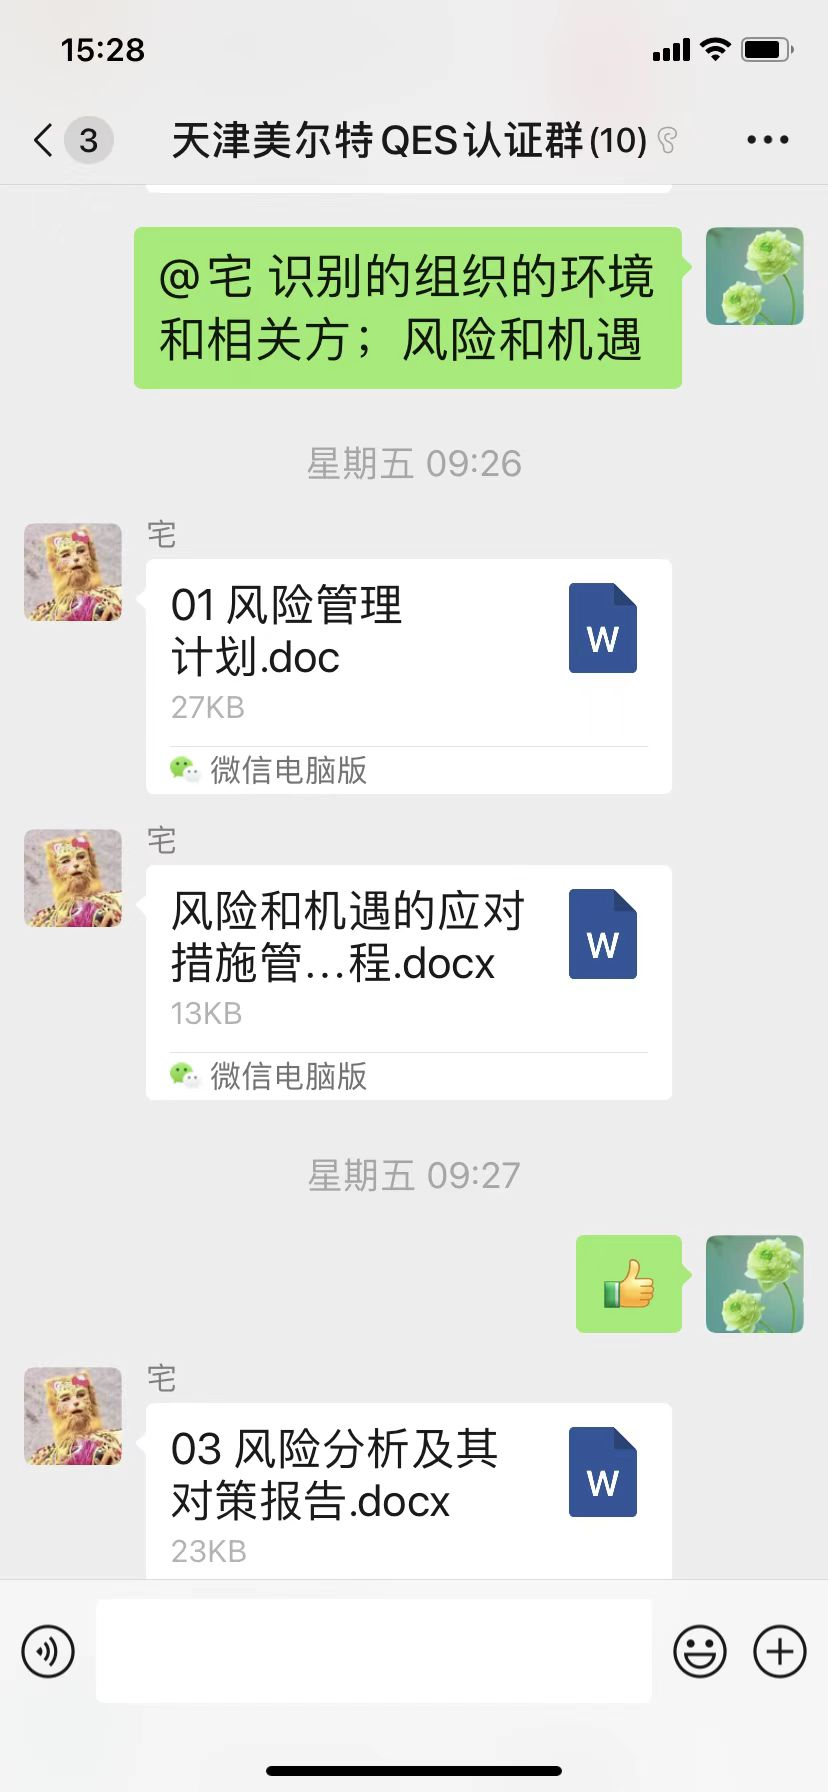 15:28
3
天津美尔特QES认证群(10)
@宅 识别的组织的环境
和相关方；风险和机遇
星期五 09:26
宅
01 风险管理
计划.doc
W
27KB
微信电脑版
宅
风险和机遇的应对
措施管...程.docx
W
13KB
微信电脑版
星期五 09:27
宅
03 风险分析及其
对策报告.docx
W
23KB